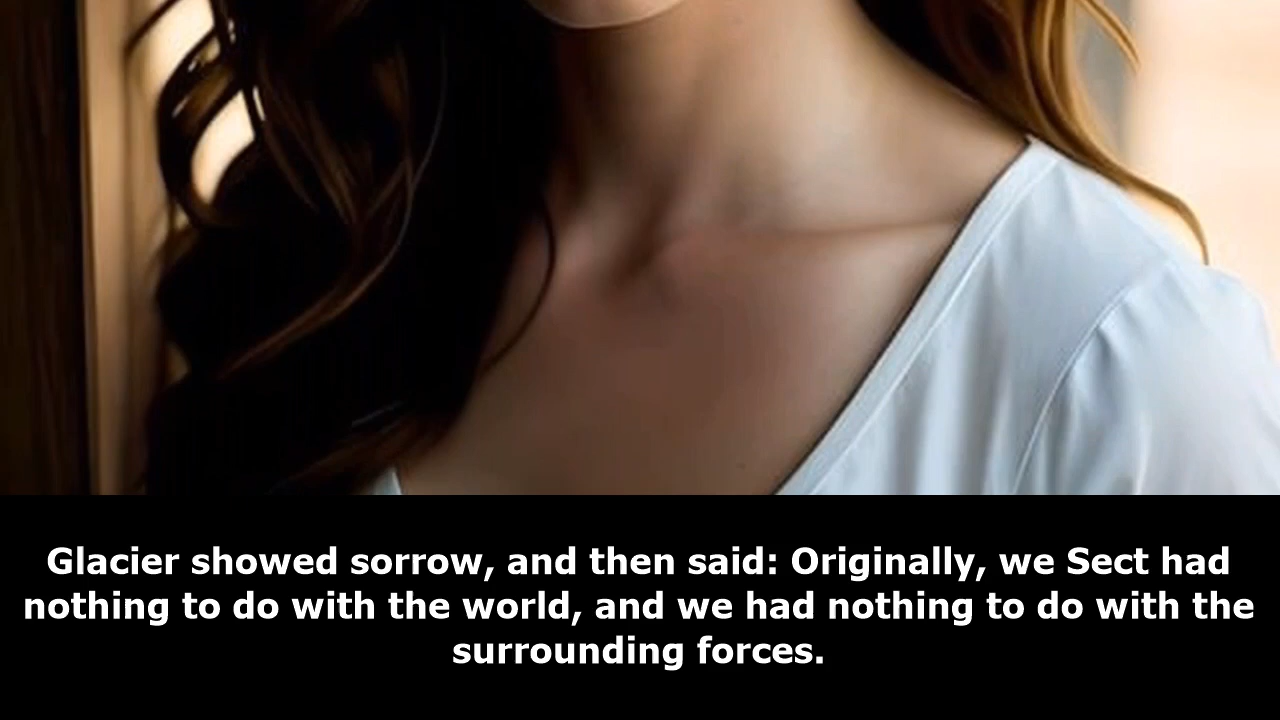 Glacier showed sorrow, and then said: Originally, we Sect had
nothing to do with the world, and we had nothing to do with the
surrounding forces.